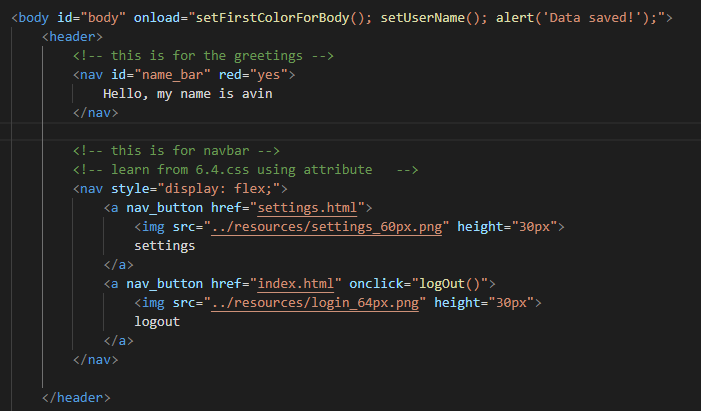 <body id="body" onload="setFirstColorForBody(); setUserName(); alert('Data saved!');">
<header>
<!-- this is for the greetings -->
<nav id="name_bar" red="yes">
Hello, my name is avin
</nav>
<!-- this is for navbar -->
<!-- learn from 6.4.css using attribute   -->
<nav style="display: flex;">
<a nav_button href="settings.html">
<img src="../resources/settings_60px.png" height="30px">
settings
</a>
<a nav_button href="index.html" onclick="logOut()">
<img src="../resources/login_64px.png" height="30px">
logout
</a>
</nav>
</header>